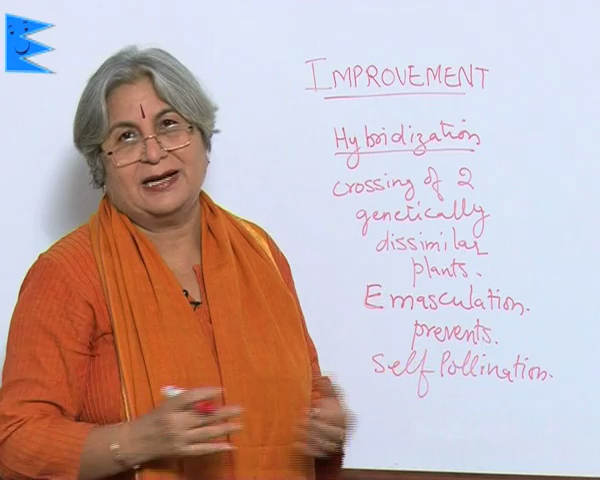 IMPROVEMENT
Hybridization
crossing of 2
genetically
dissimilar
plants.
Emasculation.
prevents.
Self Pollination.